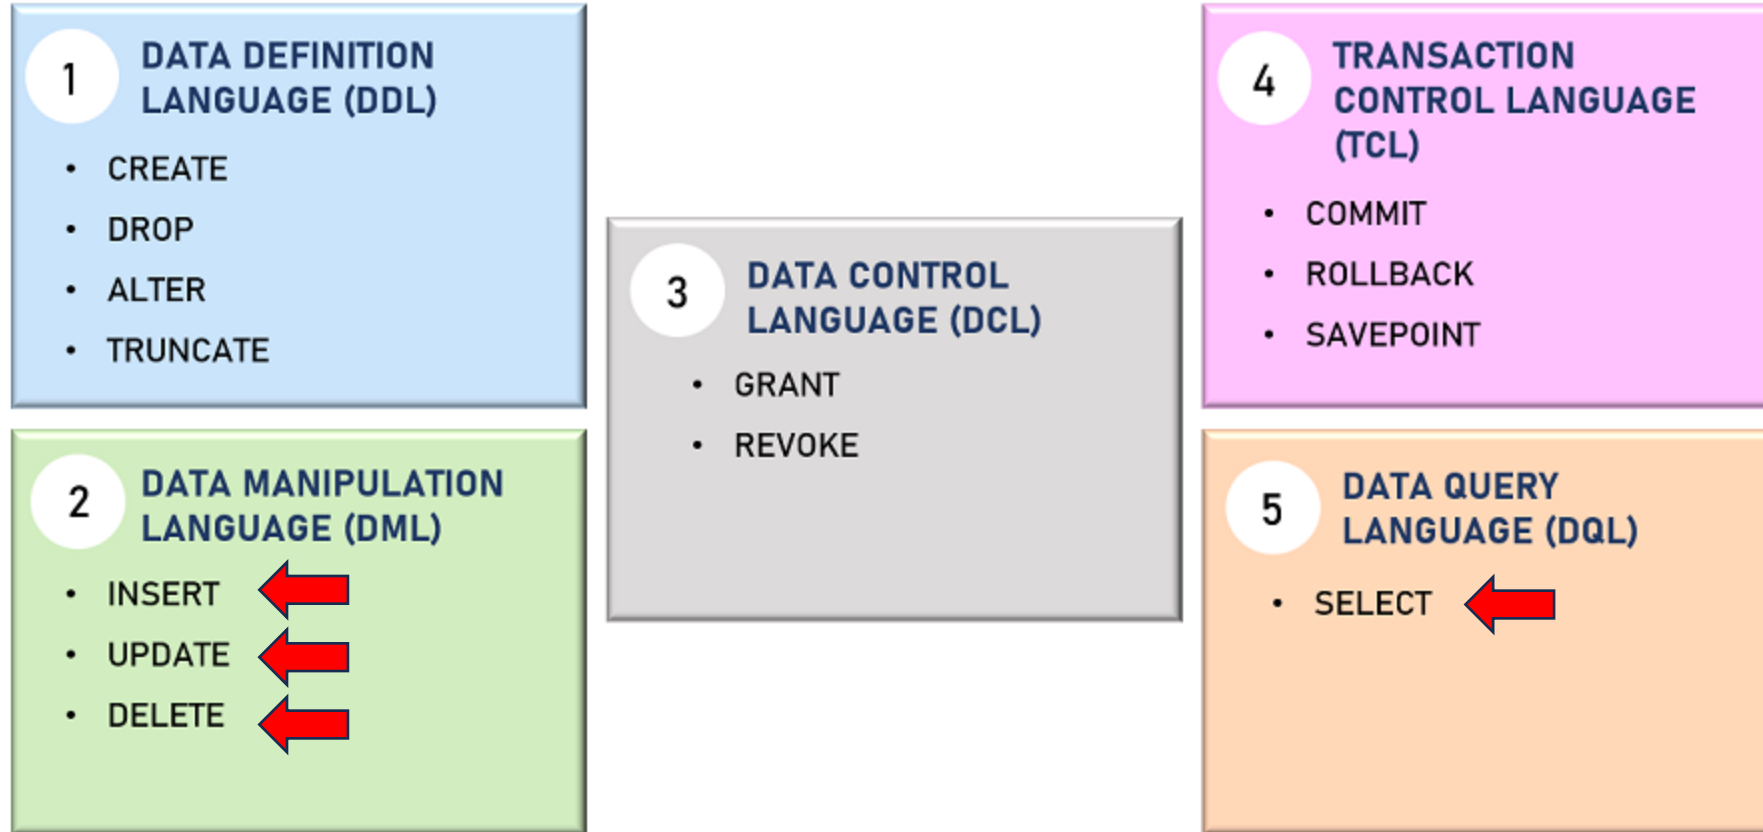 1
DATA DEFINITION
LANGUAGE (DDL)
• CREATE
• DROP
• ALTER
• TRUNCATE
2
DATA MANIPULATION
LANGUAGE (DML)
• INSERT
• UPDATE
• DELETE
3
DATA CONTROL
LANGUAGE (DCL)
• GRANT
• REVOKE
4
TRANSACTION
CONTROL LANGUAGE
(TCL)
• COMMIT
• ROLLBACK
• SAVEPOINT
5
DATA QUERY
LANGUAGE (DQL)
• SELECT